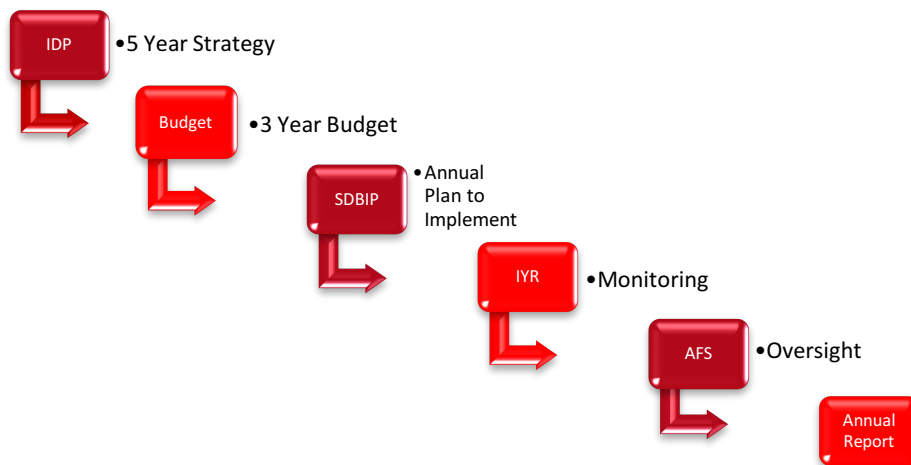 IDP
•5 Year Strategy
Budget
•3 Year Budget
SDBIP
•Annual
Plan to
Implement
IYR
•Monitoring
AFS
•Oversight
Annual
Report